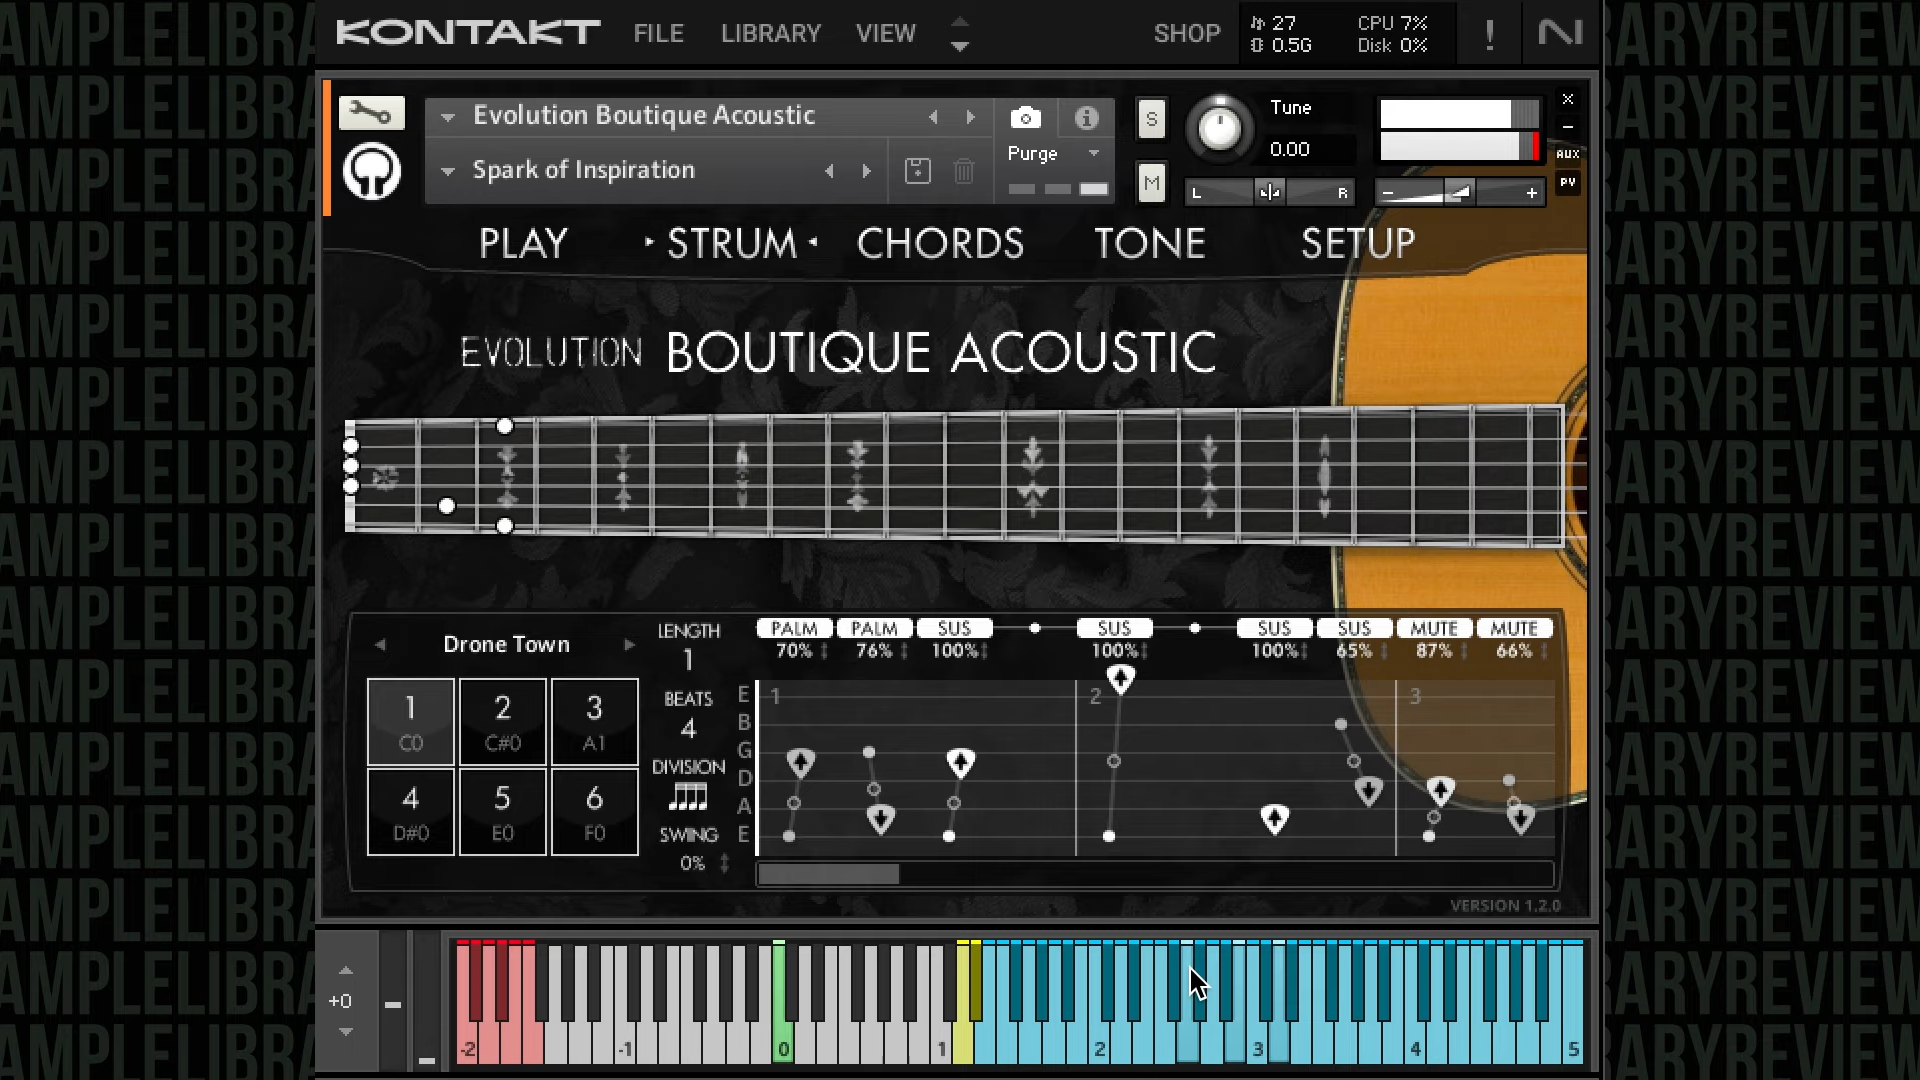 KONTAKT FILE LIBRARY VIEW SHOP 27 CPU 7% !
0.5G Disk 0%
Evolution Boutique Acoustic S Tune x
Purge 0.00 AUX
Spark of Inspiration M L R - + PV
PLAY STRUM CHORDS TONE SETUP
EVOLUTION BOUTIQUE ACOUSTIC
Drone Town
1 2 3
C0 C#0 A1
4 5 6
D#0 E0 F0
LENGTH
1
BEATS
4
DIVISION
SWING
0%
PALM PALM SUS SUS SUS SUS MUTE MUTE
70% 76% 100% 100% 100% 65% 87% 66%
E 1 2 3
B
G
D
A
E
VERSION 1.2.0
+0
-2 -1 0 1 2 3 4 5